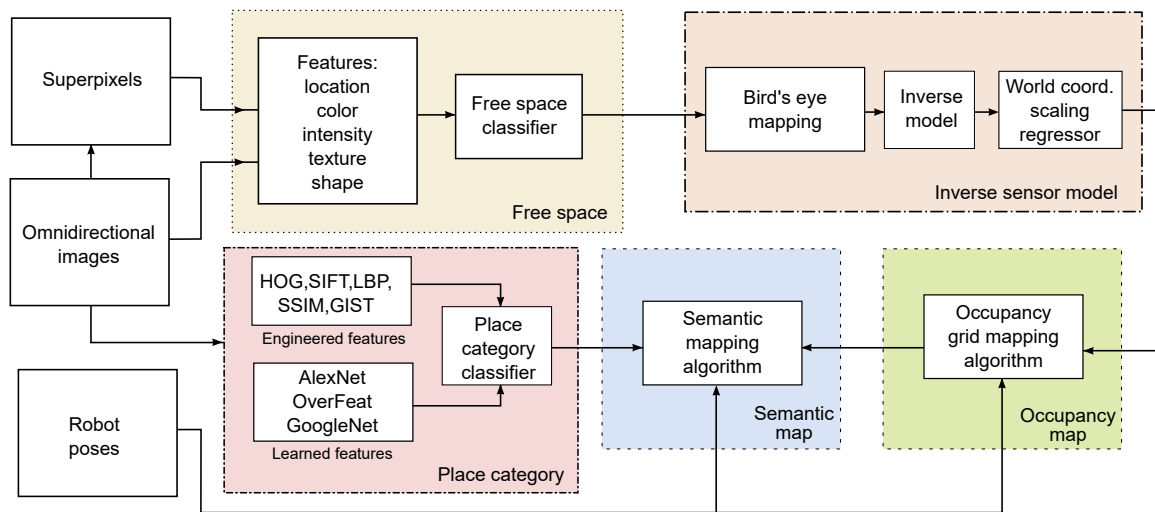 Superpixels
Omnidirectional
images
Robot
poses
Features:
location
color
intensity
texture
shape
Free space
classifier
Free space
Bird's eye
mapping
Inverse
model
World coord.
scaling
regressor
Inverse sensor model
HOG,SIFT,LBP,
SSIM,GIST
Engineered features
AlexNet
OverFeat
GoogleNet
Learned features
Place
category
classifier
Place category
Semantic
mapping
algorithm
Semantic
map
Occupancy
grid mapping
algorithm
Occupancy
map